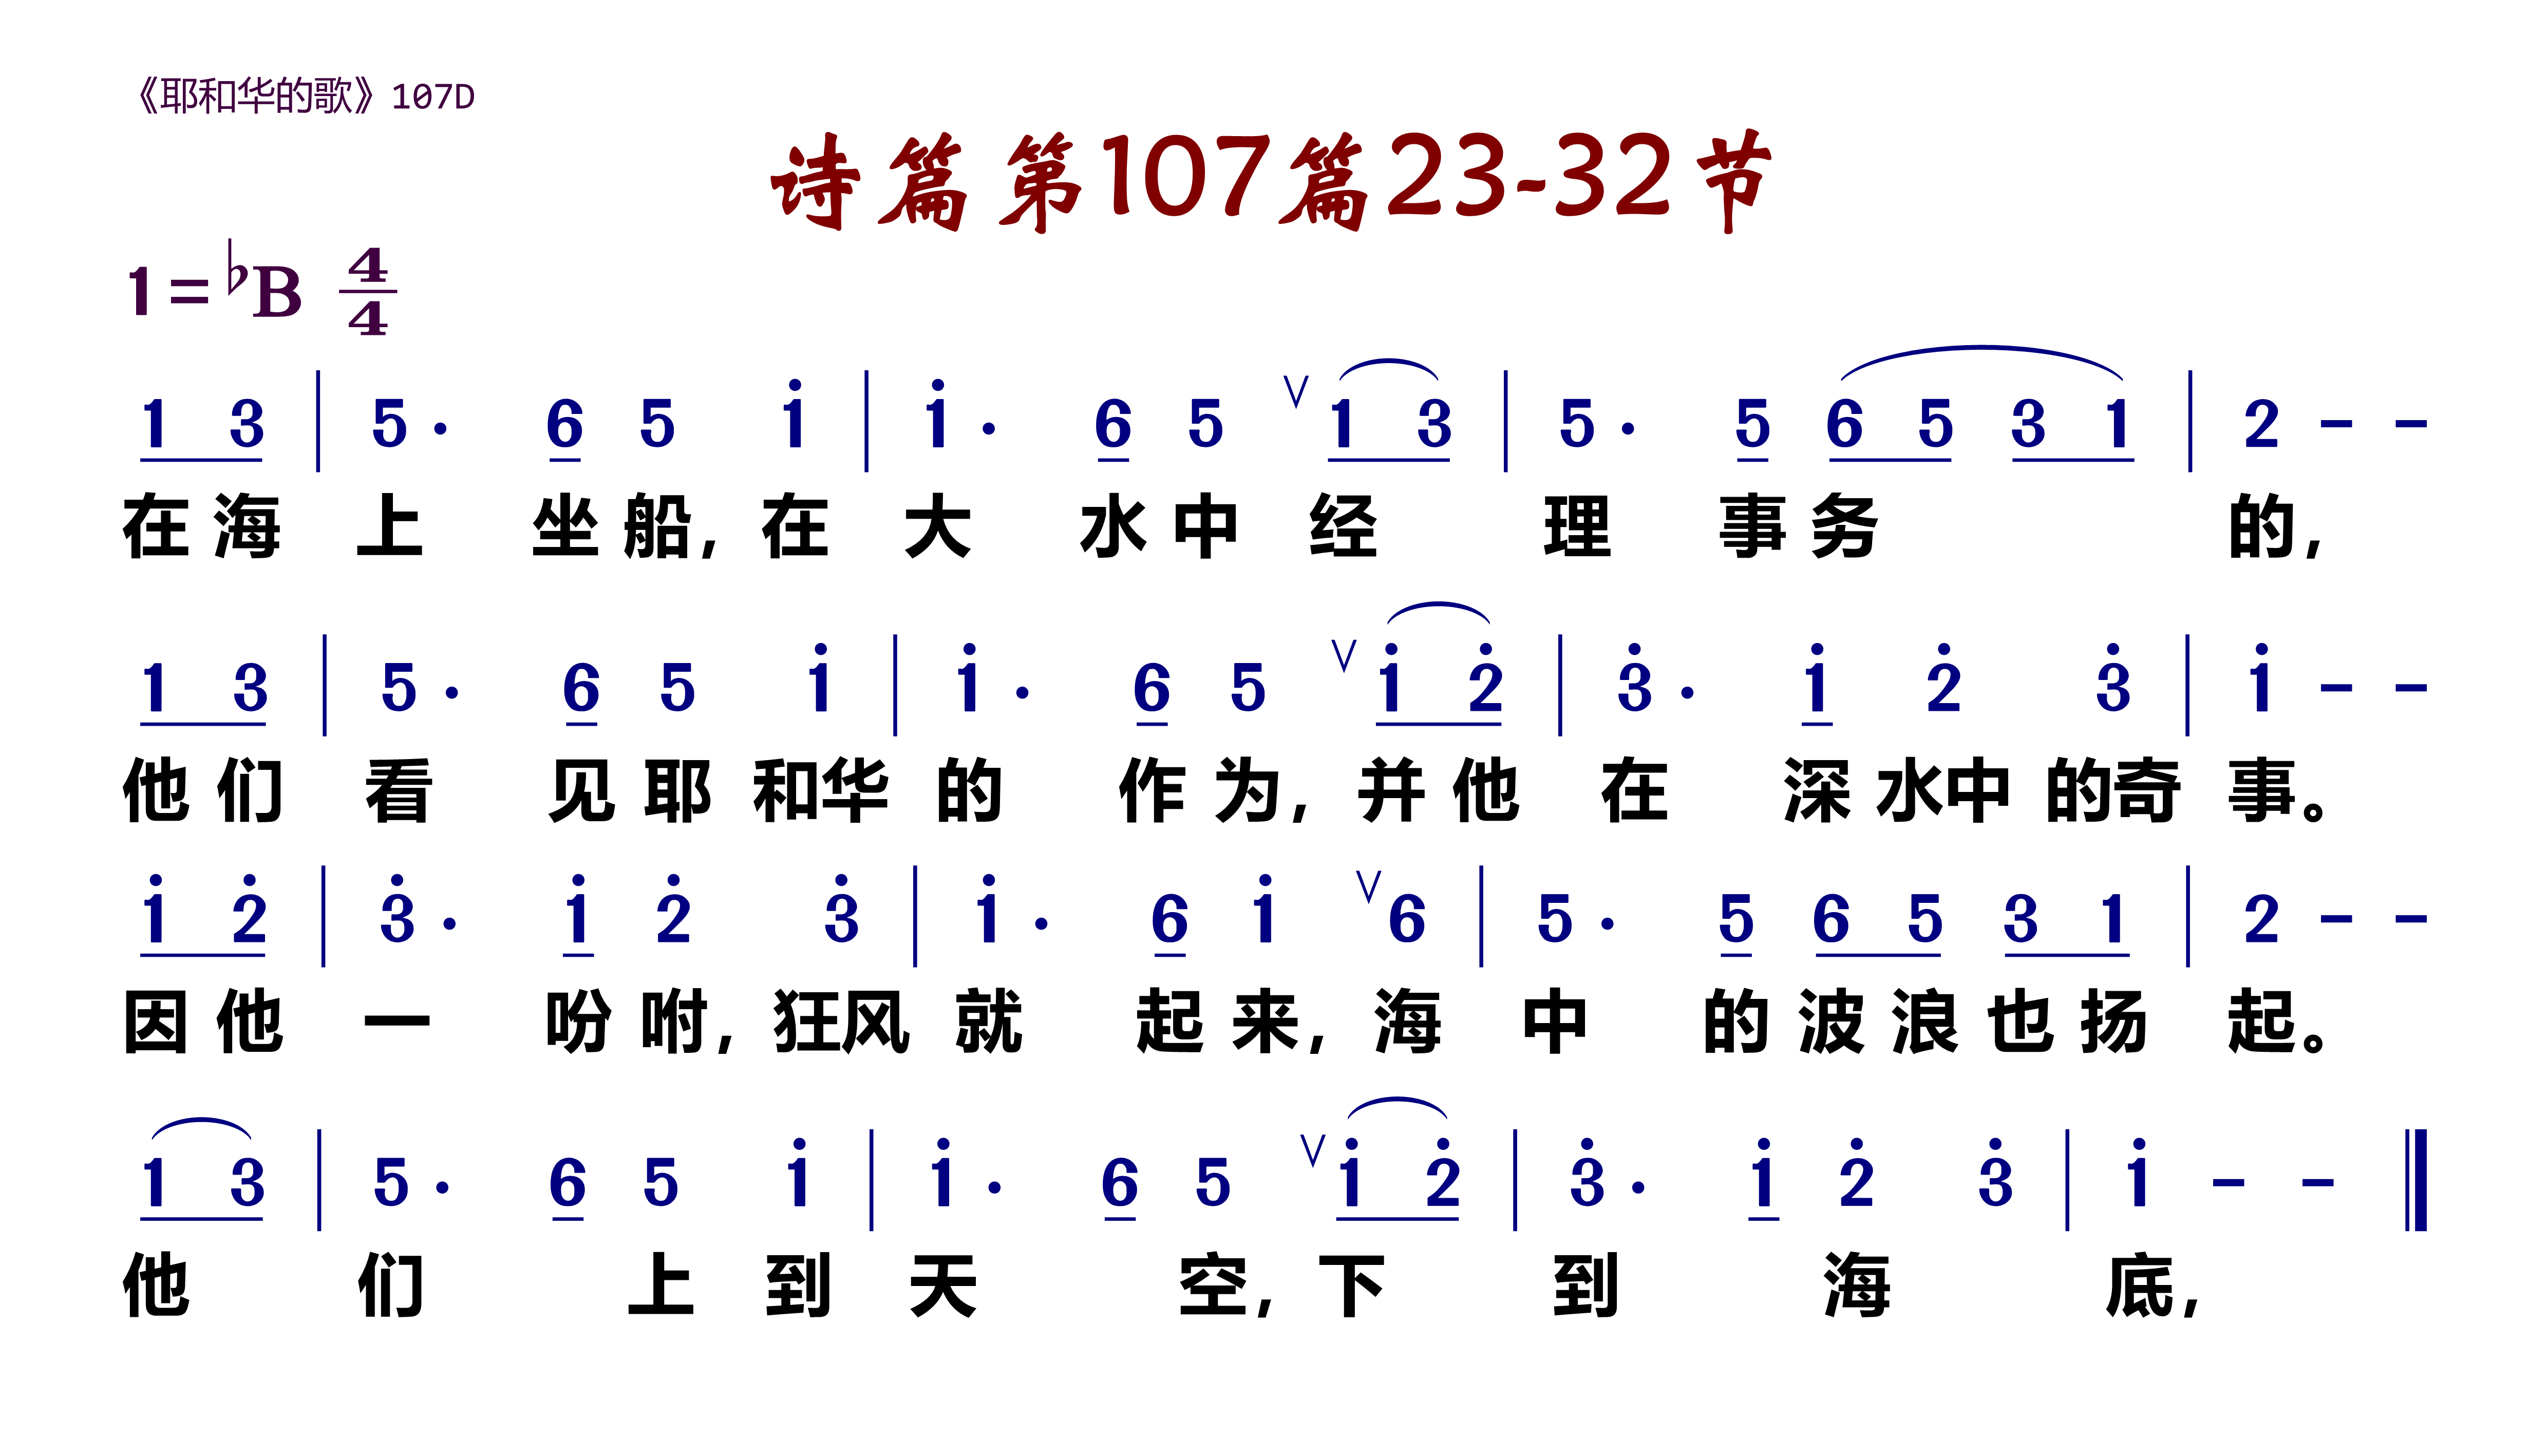 《耶和华的歌》107D
诗篇第107篇23-32节
1=♭B 4/4
1 3 | 5· 6 5 i | i· 6 5 ∨ 1 3 | 5· 5 6 5 3 1 | 2 – –
在海上坐船，在大水中经理事务的，
1 3 | 5· 6 5 i | i· 6 5 ∨ i 2̇ | 3̇· i 2̇ 3̇ | i – –
他们看见耶和华的作为，并他在深水中的奇事。
i 2̇ | 3̇· i 2̇ 3̇ | i· 6 i ∨ 6 | 5· 5 6 5 3 1 | 2 – –
因他一吩咐，狂风就起来，海中的波浪也扬起。
1 3 | 5· 6 5 i | i· 6 5 ∨ i 2̇ | 3̇· i 2̇ 3̇ | i – – ‖
他们上到天空，下到海底，